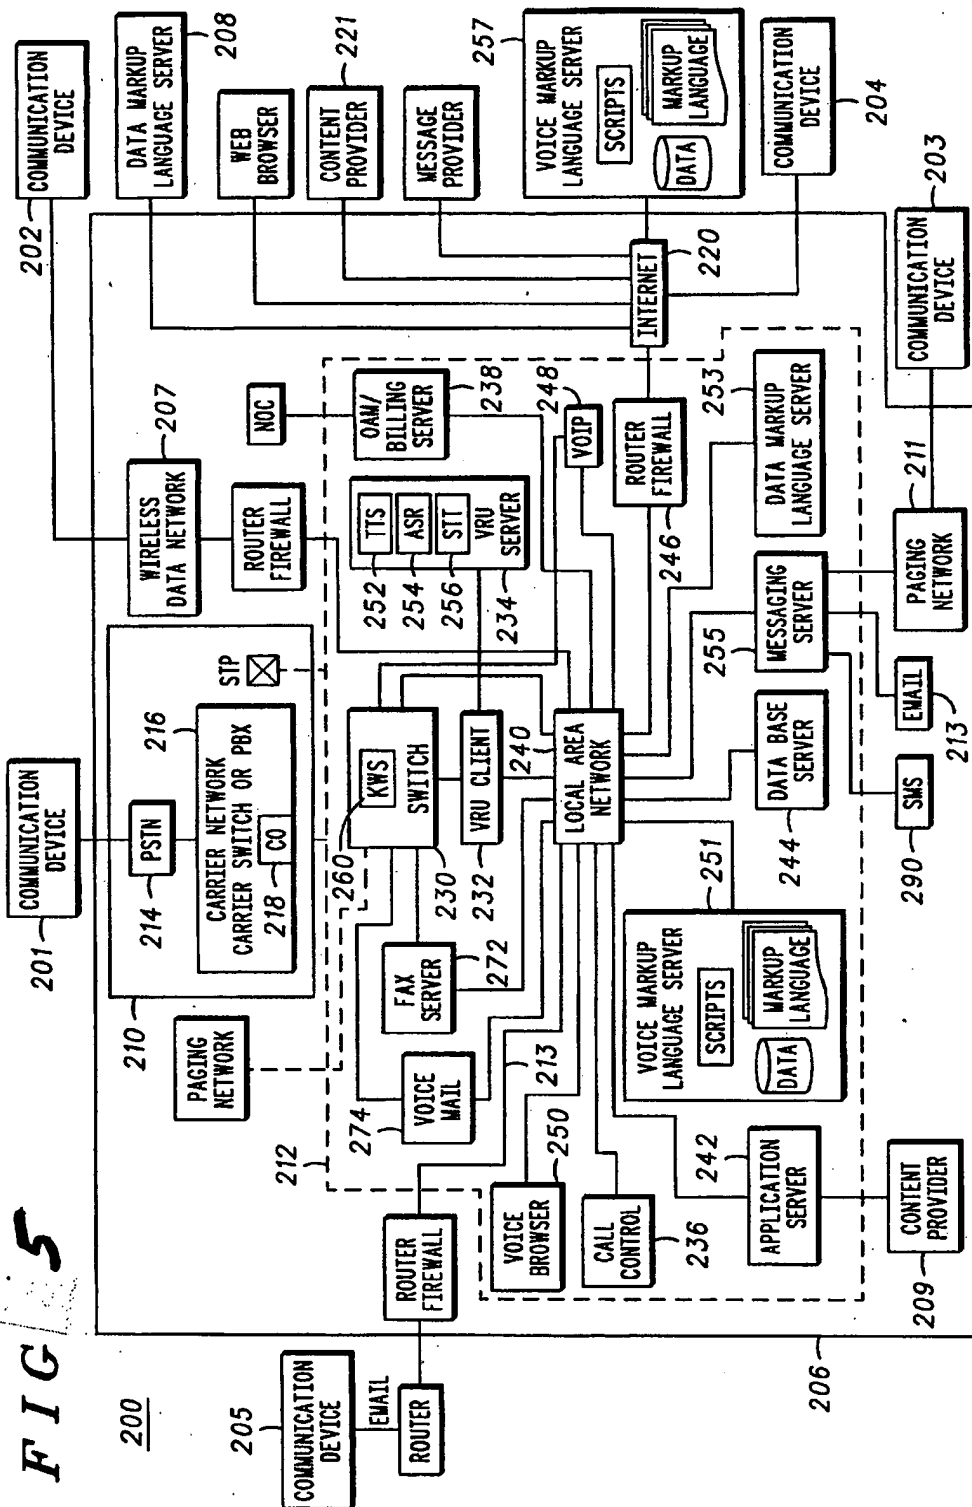 FIG 5
200
205
COMMUNICATION
DEVICE
EMAIL
ROUTER
ROUTER
FIREWALL
206
201
COMMUNICATION
DEVICE
210
214
PSTN
216
CARRIER NETWORK
CARRIER SWITCH OR PBX
218
CO
STP
PAGING
NETWORK
212
202
COMMUNICATION
DEVICE
207
WIRELESS
DATA NETWORK
ROUTER
FIREWALL
NOC
DATA MARKUP
LANGUAGE SERVER
208
WEB
BROWSER
CONTENT
PROVIDER
221
MESSAGE
PROVIDER
257
VOICE MARKUP
LANGUAGE SERVER
SCRIPTS
DATA
MARKUP
LANGUAGE
COMMUNICATION
DEVICE
204
INTERNET
220
COMMUNICATION
DEVICE
203
274
VOICE
MAIL
FAX
SERVER
272
213
260
KWS
SWITCH
230
VRU CLIENT
232
252
TTS
254
ASR
256
STT
VRU
SERVER
234
OAM/
BILLING
SERVER
238
VOIP
248
ROUTER
FIREWALL
246
240
LOCAL AREA
NETWORK
VOICE
BROWSER
250
CALL
CONTROL
236
242
APPLICATION
SERVER
CONTENT
PROVIDER
209
VOICE MARKUP
LANGUAGE SERVER
251
SCRIPTS
DATA
MARKUP
LANGUAGE
DATA BASE
SERVER
244
255
MESSAGING
SERVER
DATA MARKUP
LANGUAGE SERVER
253
SMS
290
EMAIL
213
PAGING
NETWORK
211